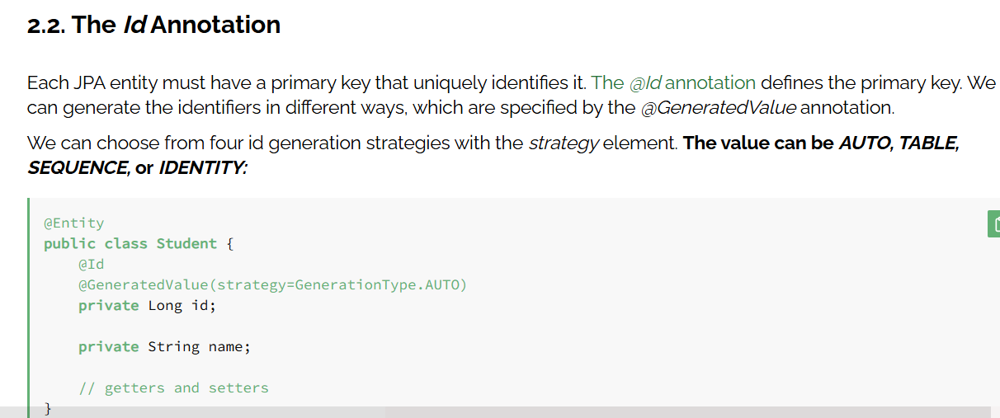 2.2. The Id Annotation
Each JPA entity must have a primary key that uniquely identifies it. The @Id annotation defines the primary key. We
can generate the identifiers in different ways, which are specified by the @GeneratedValue annotation.
We can choose from four id generation strategies with the strategy element. The value can be AUTO, TABLE,
SEQUENCE, or IDENTITY:
@Entity
public class Student {
    @Id
    @GeneratedValue(strategy=GenerationType.AUTO)
    private Long id;
    private String name;
    // getters and setters
}